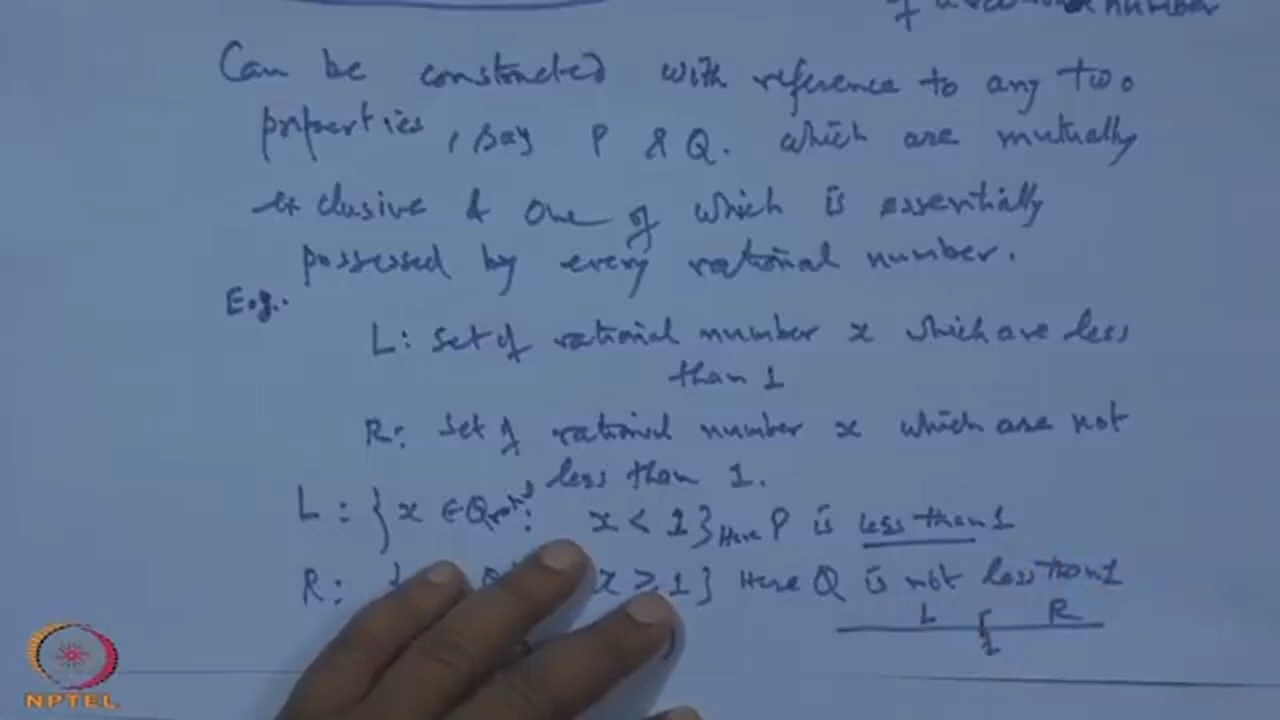 number
Can be constructed with reference to any two
properties, say P & Q. which are mutually
exclusive & one of which is essentially
possessed by every rational number.
E.g.
L: Set of rational number x which are less
than 1
R: Set of rational number x which are not
less than 1.
L: {x ∈ Q : x < 1} Here P is less than 1
R: { Q x ≥ 1} Here Q is not less than 1
L R
1
NPTEL